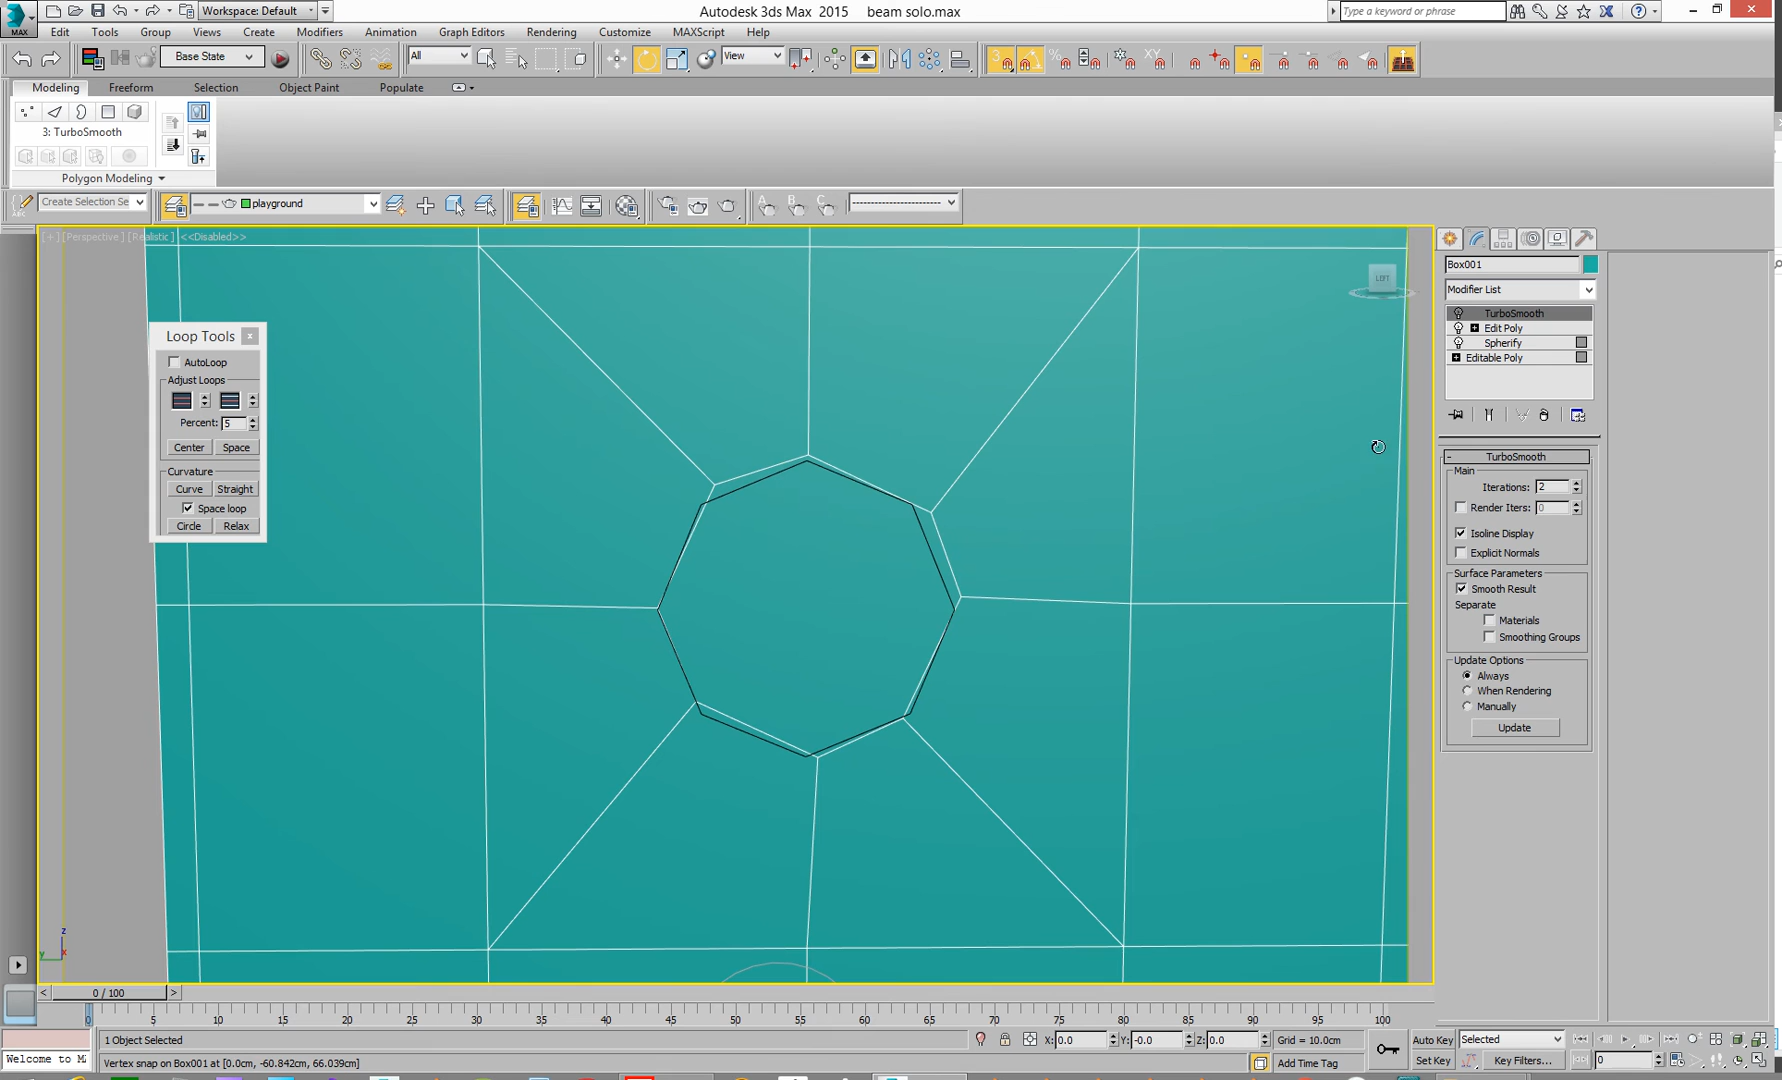 Workspace: Default
Autodesk 3ds Max 2015 beam solo.max
Type a keyword or phrase
MAX
Edit Tools Group Views Create Modifiers Animation Graph Editors Rendering Customize MAXScript Help
Base State
All
View
Modeling Freeform Selection Object Paint Populate
3: TurboSmooth
Polygon Modeling
Create Selection Se
playground
[+] [Perspective] [Realistic] <<Disabled>>
LEFT
Loop Tools
AutoLoop
Adjust Loops
Percent: 5
Center Space
Curvature
Curve Straight
Space loop
Circle Relax
Box001
Modifier List
TurboSmooth
Edit Poly
Spherify
Editable Poly
TurboSmooth
Main
Iterations: 2
Render Iters: 0
Isoline Display
Explicit Normals
Surface Parameters
Smooth Result
Separate
Materials
Smoothing Groups
Update Options
Always
When Rendering
Manually
Update
z
y x
< 0 / 100 >
0 5 10 15 20 25 30 35 40 45 50 55 60 65 70 75 80 85 90 95 100
1 Object Selected
X: 0.0 Y: -0.0 Z: 0.0 Grid = 10.0cm
Auto Key Selected
Welcome to M
Vertex snap on Box001 at [0.0cm, -60.842cm, 66.039cm]
Add Time Tag
Set Key Key Filters... 0